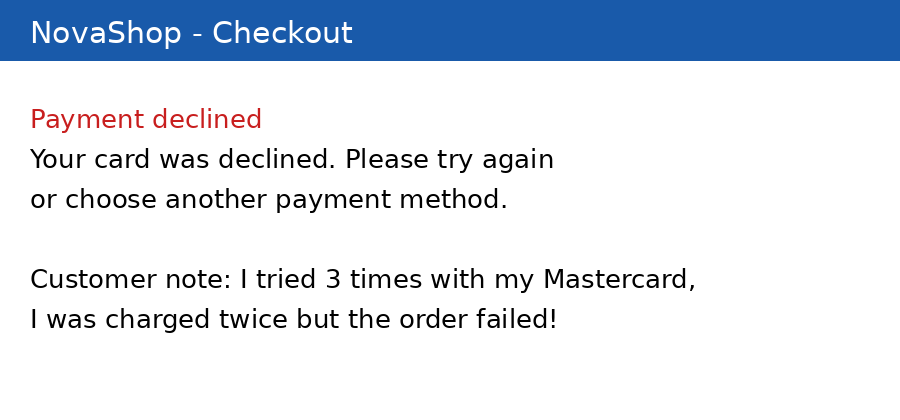 NovaShop - Checkout
Payment declined
Your card was declined. Please try again
or choose another payment method.
Customer note: I tried 3 times with my Mastercard,
I was charged twice but the order failed!